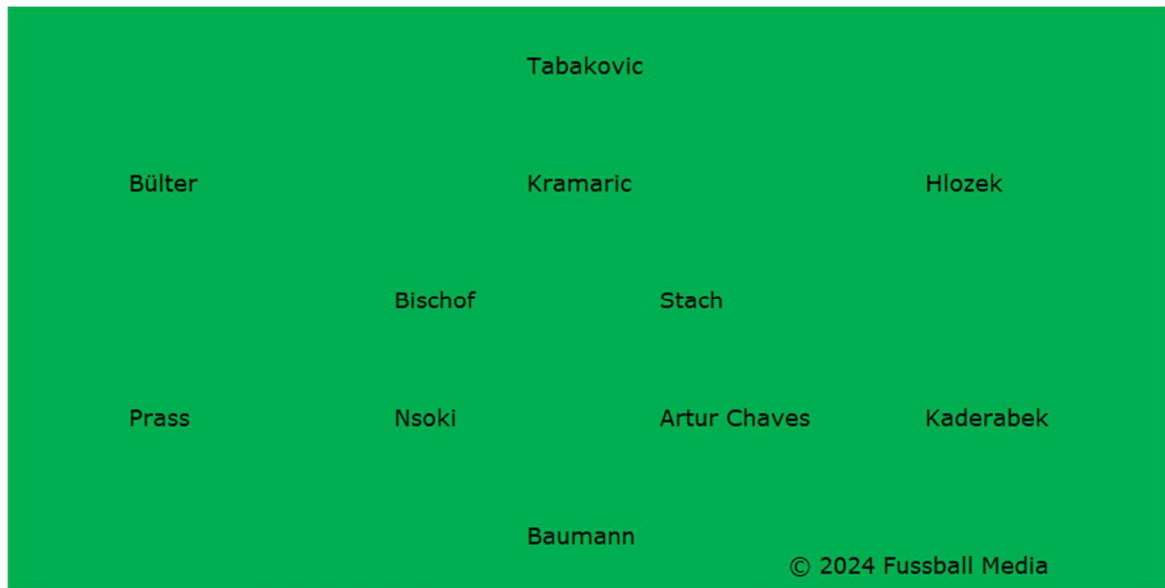 Tabakovic
Bülter Kramaric Hlozek
Bischof Stach
Prass Nsoki Artur Chaves Kaderabek
Baumann
© 2024 Fussball Media